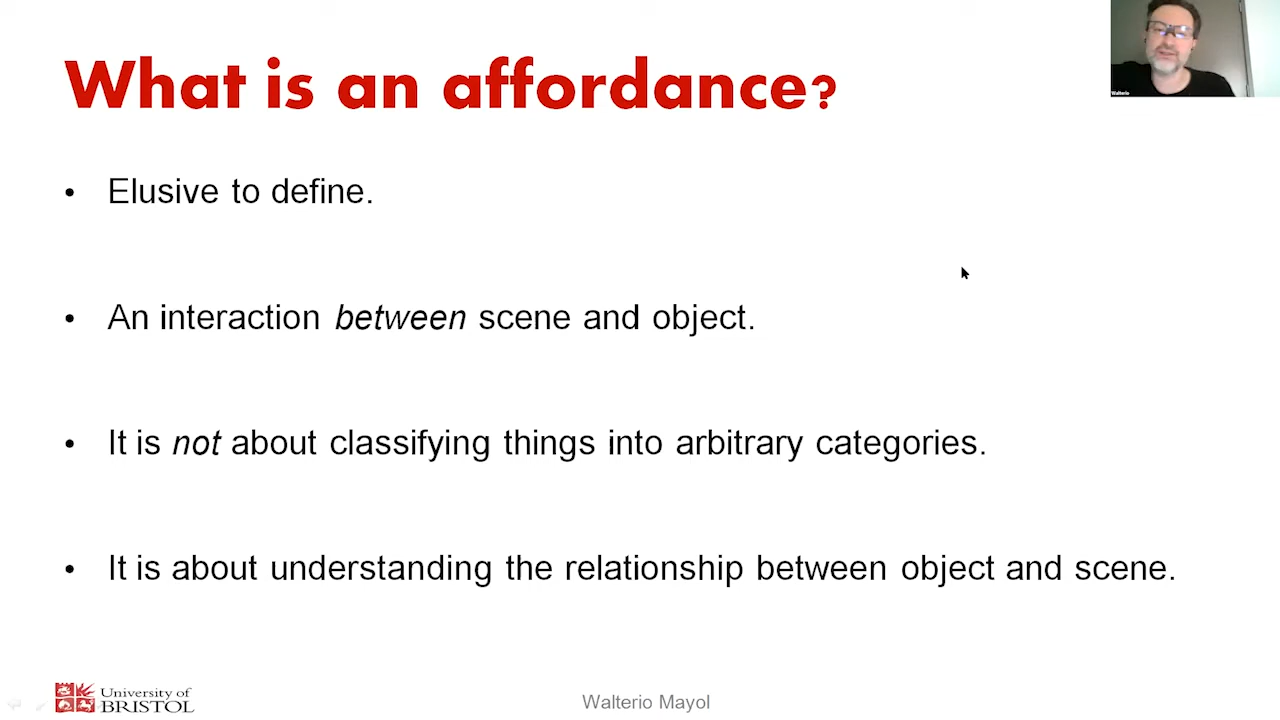 What is an affordance?
Walterio
• Elusive to define.
• An interaction between scene and object.
• It is not about classifying things into arbitrary categories.
• It is about understanding the relationship between object and scene.
University of
BRISTOL
Walterio Mayol